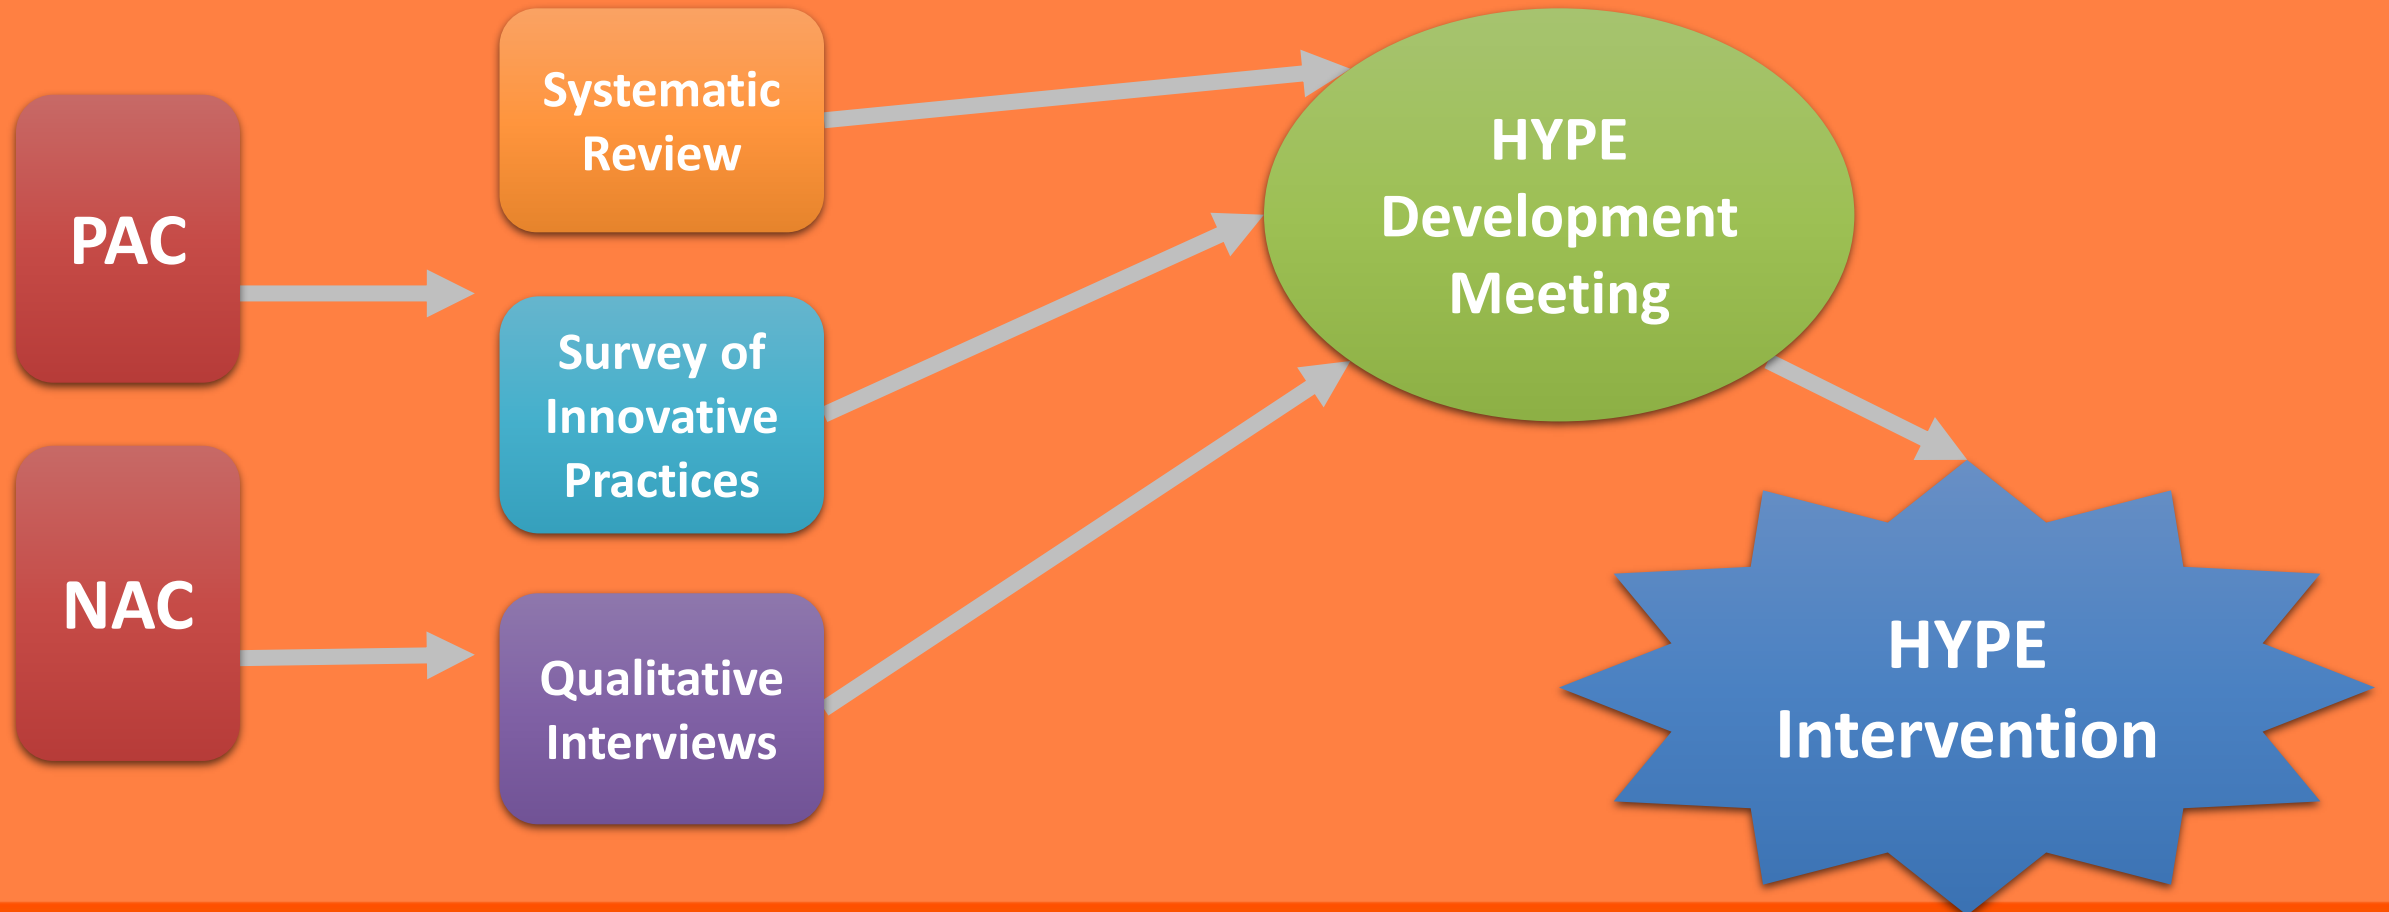 PAC
NAC
Systematic
Review
Survey of
Innovative
Practices
Qualitative
Interviews
HYPE
Development
Meeting
HYPE
Intervention